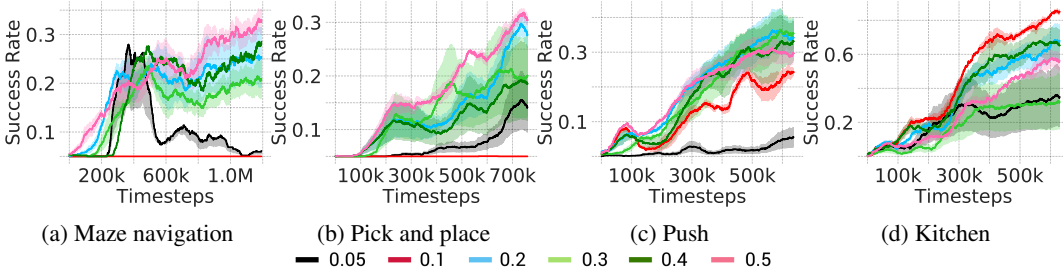 Success Rate
0.3
0.2
0.1
200k 600k 1.0M
Timesteps
(a) Maze navigation
Success Rate
0.3
0.2
0.1
100k 300k 500k 700k
Timesteps
(b) Pick and place
Success Rate
0.3
0.1
100k 300k 500k
Timesteps
(c) Push
Success Rate
0.6
0.2
100k 300k 500k
Timesteps
(d) Kitchen
0.05 0.1 0.2 0.3 0.4 0.5